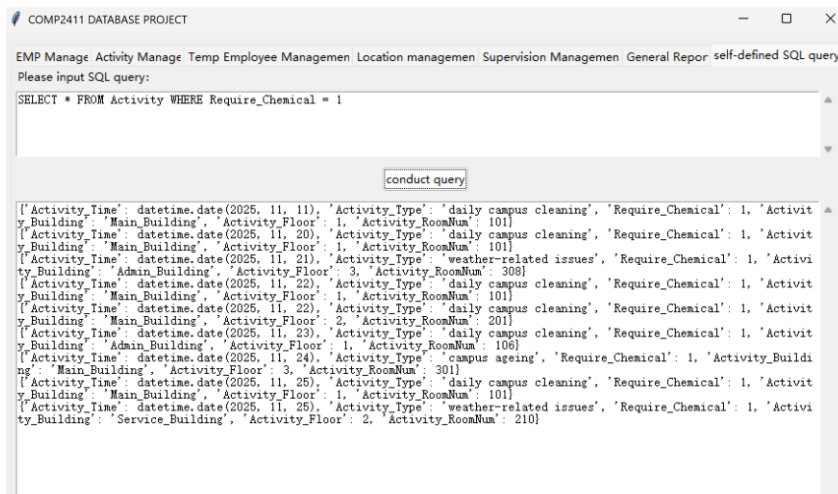 COMP2411 DATABASE PROJECT
EMP Manage Activity Manage Temp Employee Managemen Location managemen Supervision Managemen General Repor self-defined SQL query
Please input SQL query:
SELECT * FROM Activity WHERE Require_Chemical = 1
conduct query
{'Activity_Time': datetime.date(2025, 11, 11), 'Activity_Type': 'daily campus cleaning', 'Require_Chemical': 1, 'Activit
y_Building': 'Main_Building', 'Activity_Floor': 1, 'Activity_RoomNum': 101}
{'Activity_Time': datetime.date(2025, 11, 20), 'Activity_Type': 'daily campus cleaning', 'Require_Chemical': 1, 'Activit
y_Building': 'Main_Building', 'Activity_Floor': 1, 'Activity_RoomNum': 101}
{'Activity_Time': datetime.date(2025, 11, 21), 'Activity_Type': 'weather-related issues', 'Require_Chemical': 1, 'Activi
ty_Building': 'Admin_Building', 'Activity_Floor': 3, 'Activity_RoomNum': 308}
{'Activity_Time': datetime.date(2025, 11, 22), 'Activity_Type': 'daily campus cleaning', 'Require_Chemical': 1, 'Activit
y_Building': 'Main_Building', 'Activity_Floor': 1, 'Activity_RoomNum': 101}
{'Activity_Time': datetime.date(2025, 11, 22), 'Activity_Type': 'daily campus cleaning', 'Require_Chemical': 1, 'Activit
y_Building': 'Main_Building', 'Activity_Floor': 2, 'Activity_RoomNum': 201}
{'Activity_Time': datetime.date(2025, 11, 23), 'Activity_Type': 'daily campus cleaning', 'Require_Chemical': 1, 'Activit
y_Building': 'Admin_Building', 'Activity_Floor': 1, 'Activity_RoomNum': 106}
{'Activity_Time': datetime.date(2025, 11, 24), 'Activity_Type': 'campus ageing', 'Require_Chemical': 1, 'Activity_Buildi
ng': 'Main_Building', 'Activity_Floor': 3, 'Activity_RoomNum': 301}
{'Activity_Time': datetime.date(2025, 11, 25), 'Activity_Type': 'daily campus cleaning', 'Require_Chemical': 1, 'Activit
y_Building': 'Main_Building', 'Activity_Floor': 1, 'Activity_RoomNum': 101}
{'Activity_Time': datetime.date(2025, 11, 25), 'Activity_Type': 'weather-related issues', 'Require_Chemical': 1, 'Activi
ty_Building': 'Service_Building', 'Activity_Floor': 2, 'Activity_RoomNum': 210}